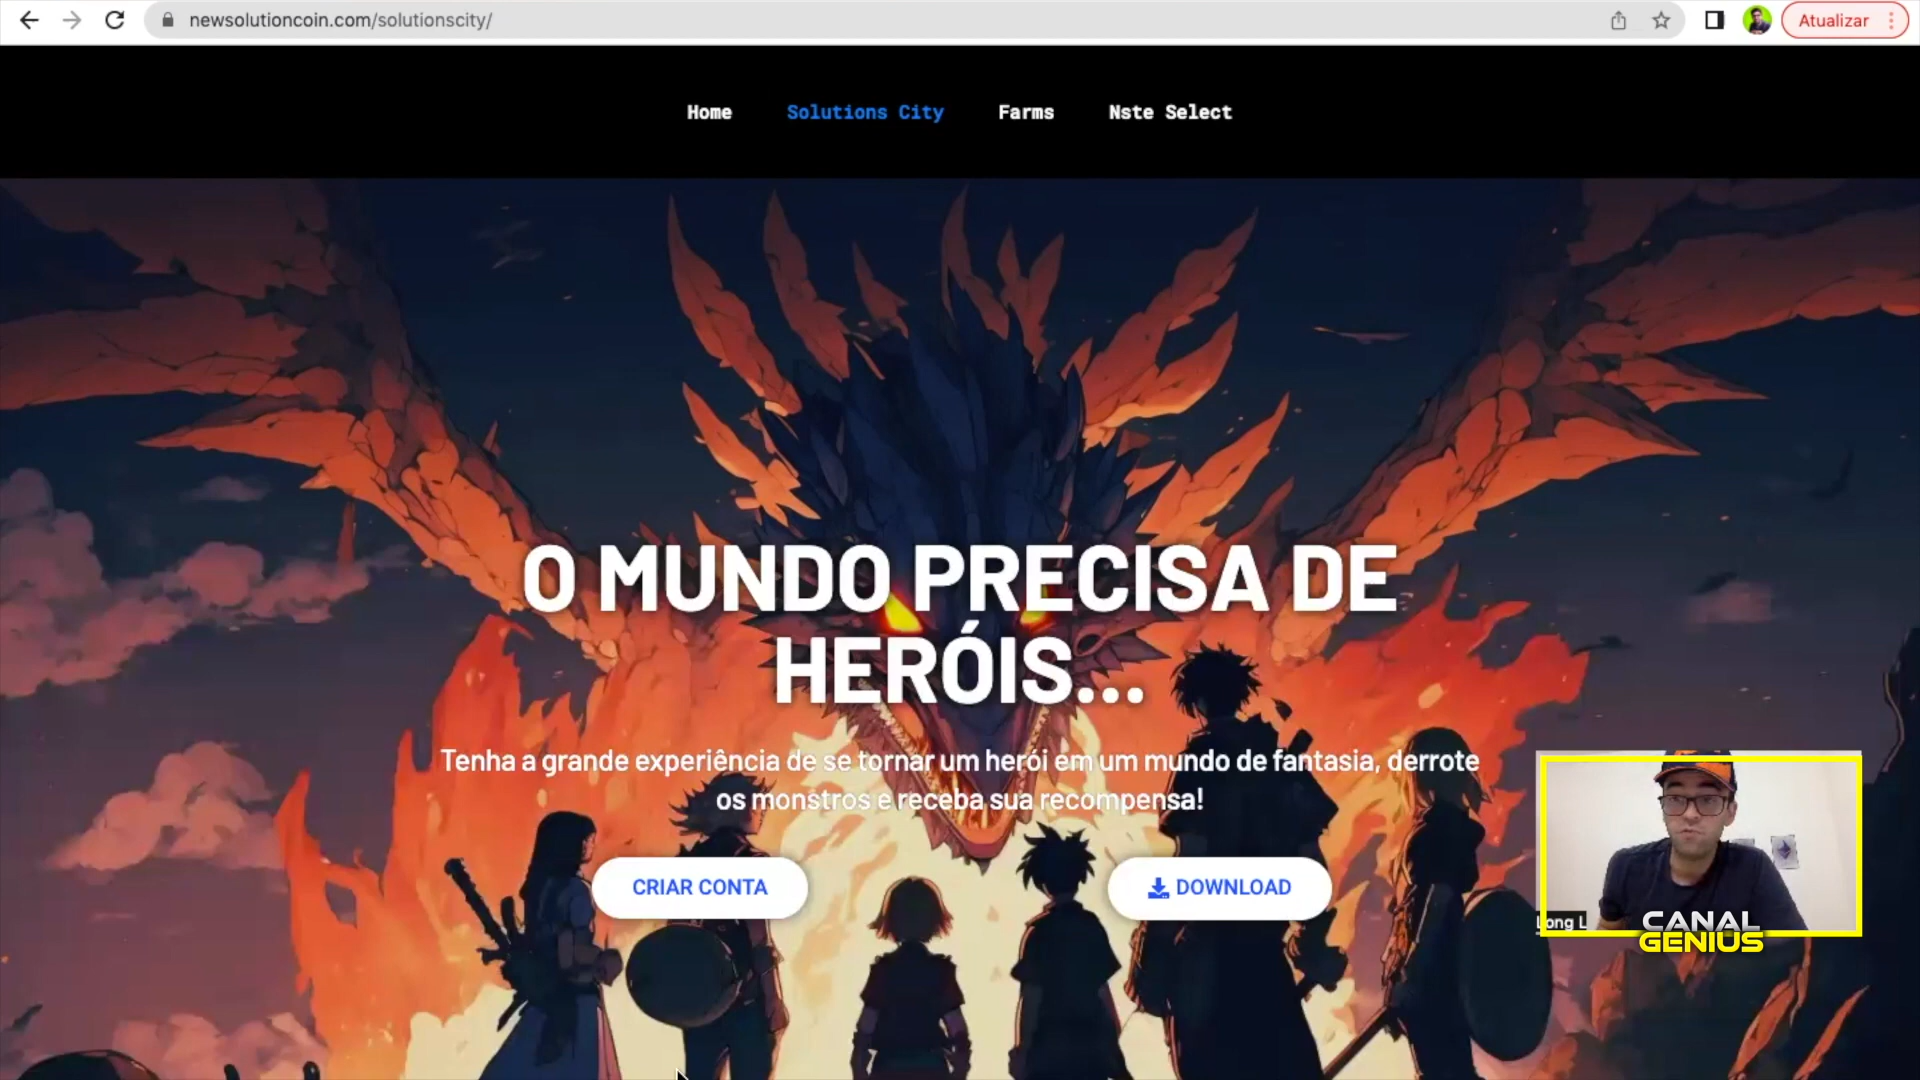 newsolutioncoin.com/solutionscity/
Atualizar
Home
Solutions City
Farms
Nste Select
O MUNDO PRECISA DE
HERÓIS...
Tenha a grande experiência de se tornar um herói em um mundo de fantasia, derrote
os monstros e receba sua recompensa!
CRIAR CONTA
DOWNLOAD
Long L
CANAL
GENIUS